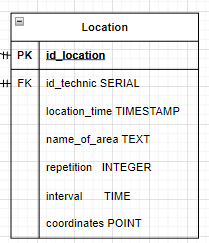 Location
PK id_location
FK id_technic SERIAL
location_time TIMESTAMP
name_of_area TEXT
repetition INTEGER
interval TIME
coordinates POINT